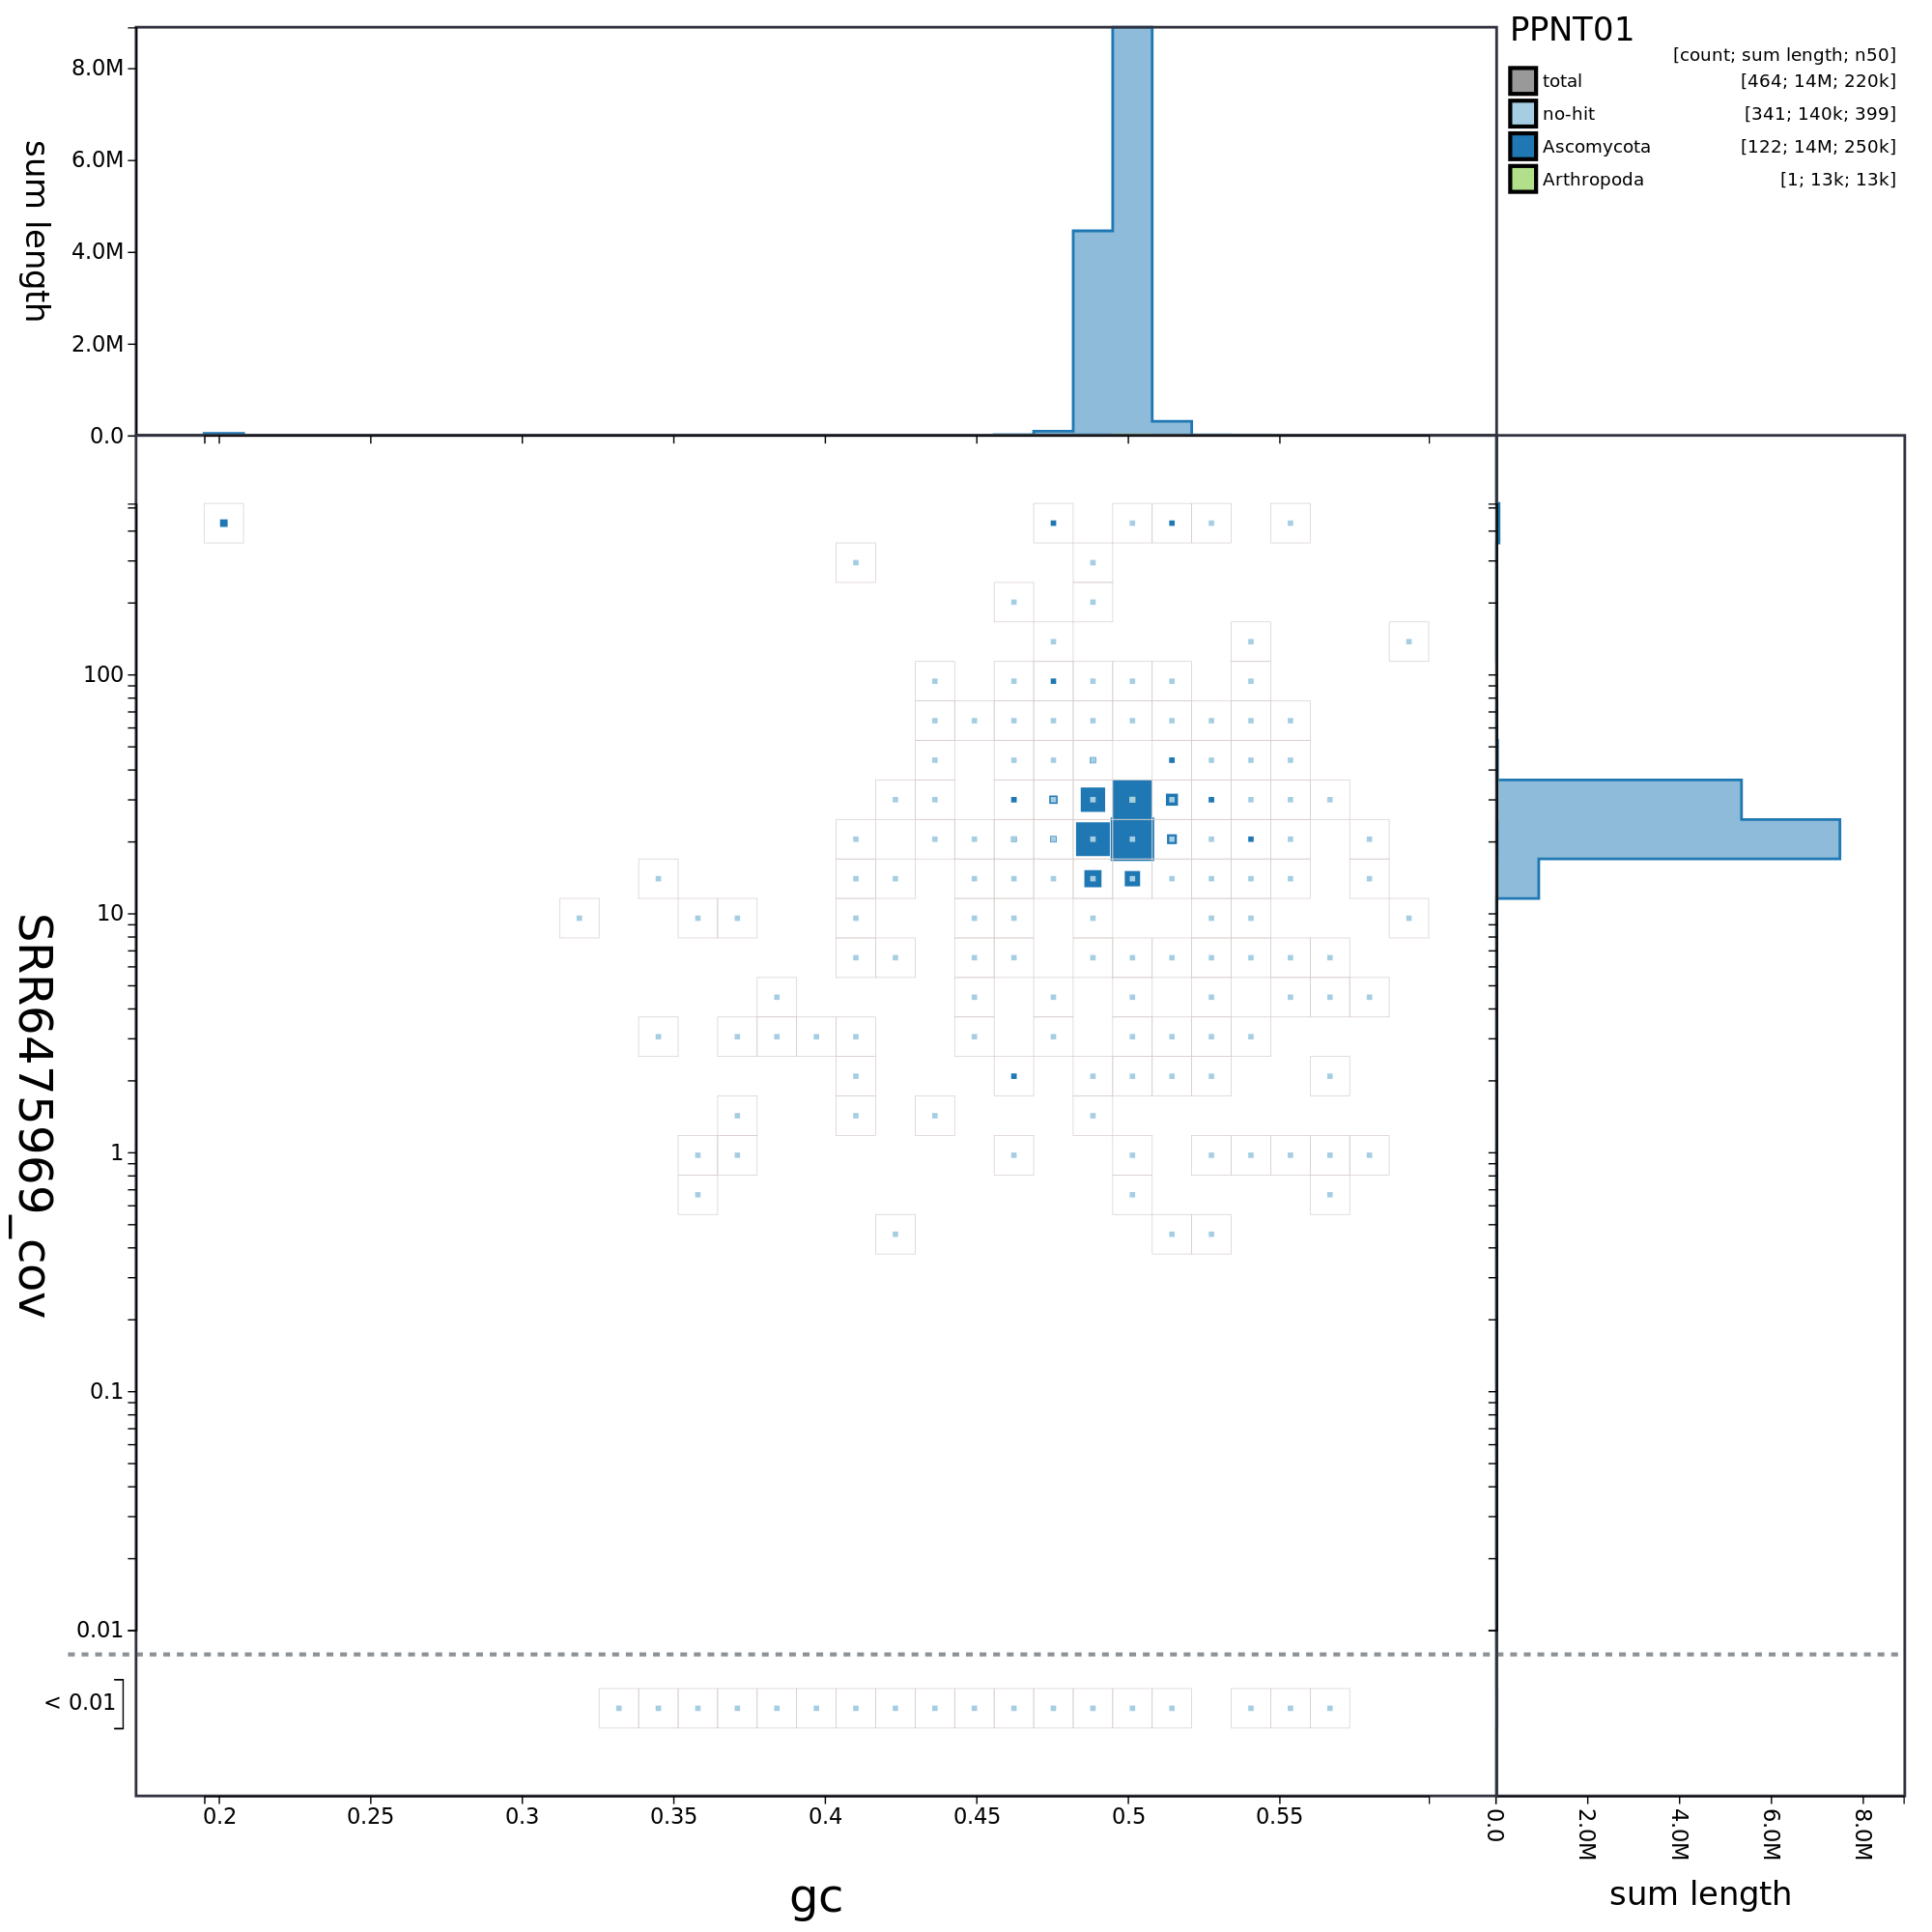 PPNT01
[count; sum length; n50]
total [464; 14M; 220k]
no-hit [341; 140k; 399]
Ascomycota [122; 14M; 250k]
Arthropoda [1; 13k; 13k]
sum length
8.0M
6.0M
4.0M
2.0M
0.0
SRR6475969_cov
100
10
1
0.1
0.01
< 0.01
0.2 0.25 0.3 0.35 0.4 0.45 0.5 0.55
gc
0.0 2.0M 4.0M 6.0M 8.0M
sum length